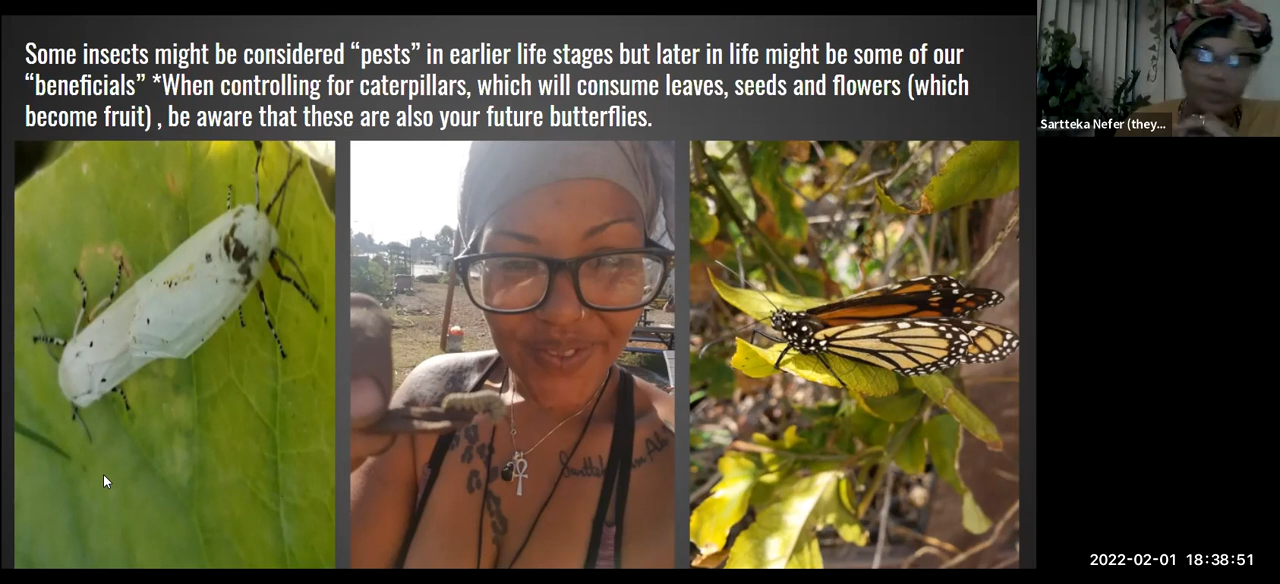 Some insects might be considered “pests” in earlier life stages but later in life might be some of our
“beneficials” *When controlling for caterpillars, which will consume leaves, seeds and flowers (which
become fruit) , be aware that these are also your future butterflies.
Sartteka Nefer (they...
2022-02-01 18:38:51